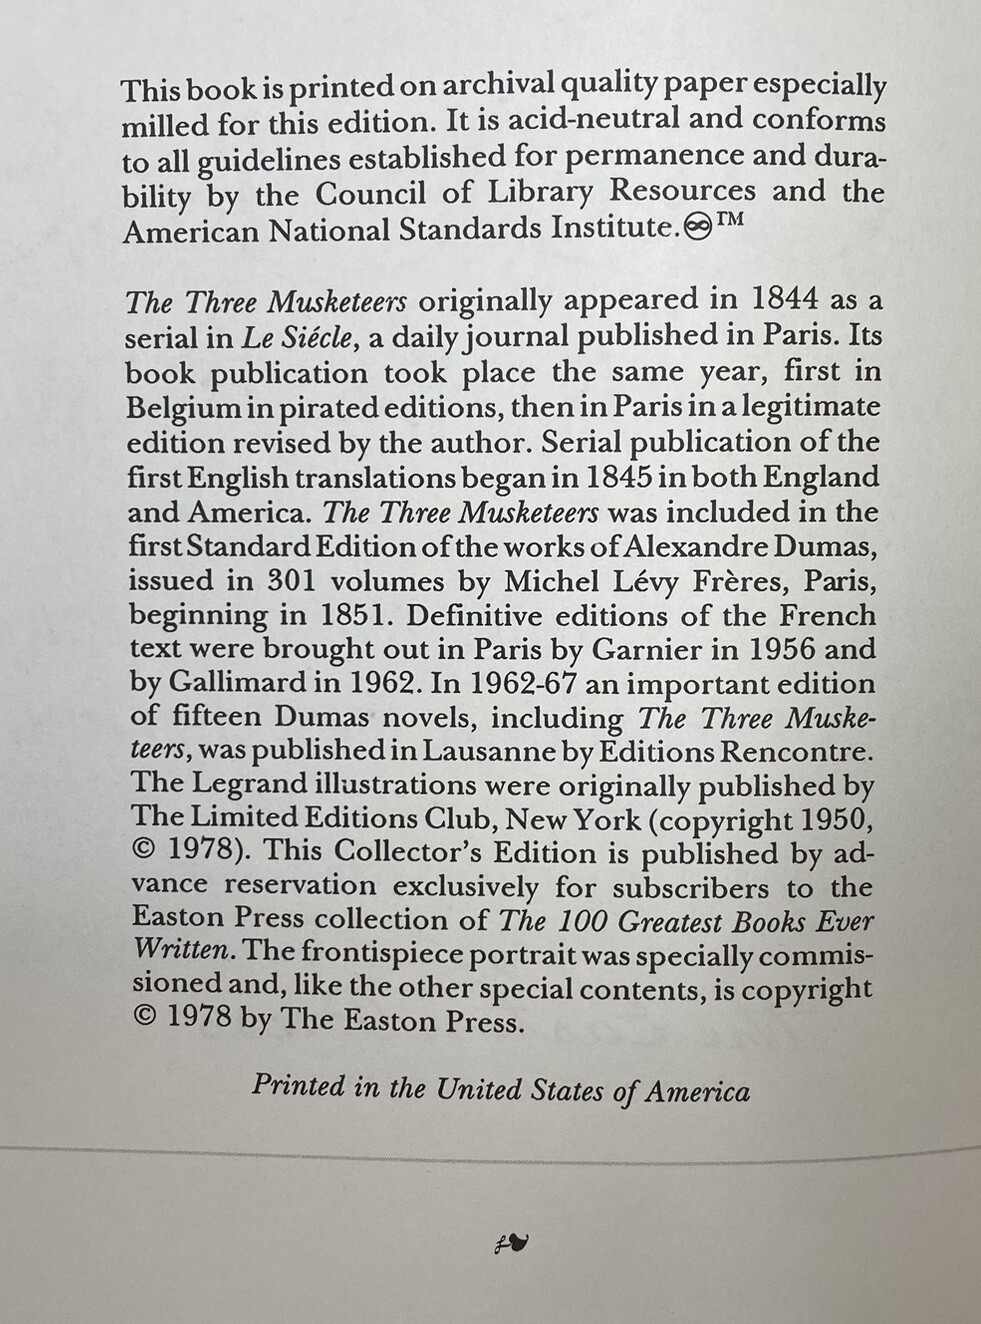 This book is printed on archival quality paper especially
milled for this edition. It is acid-neutral and conforms
to all guidelines established for permanence and dura-
bility by the Council of Library Resources and the
American National Standards Institute.♾™
The Three Musketeers originally appeared in 1844 as a
serial in Le Siécle, a daily journal published in Paris. Its
book publication took place the same year, first in
Belgium in pirated editions, then in Paris in a legitimate
edition revised by the author. Serial publication of the
first English translations began in 1845 in both England
and America. The Three Musketeers was included in the
first Standard Edition of the works of Alexandre Dumas,
issued in 301 volumes by Michel Lévy Frères, Paris,
beginning in 1851. Definitive editions of the French
text were brought out in Paris by Garnier in 1956 and
by Gallimard in 1962. In 1962-67 an important edition
of fifteen Dumas novels, including The Three Muske-
teers, was published in Lausanne by Editions Rencontre.
The Legrand illustrations were originally published by
The Limited Editions Club, New York (copyright 1950,
© 1978). This Collector's Edition is published by ad-
vance reservation exclusively for subscribers to the
Easton Press collection of The 100 Greatest Books Ever
Written. The frontispiece portrait was specially commis-
sioned and, like the other special contents, is copyright
© 1978 by The Easton Press.
Printed in the United States of America